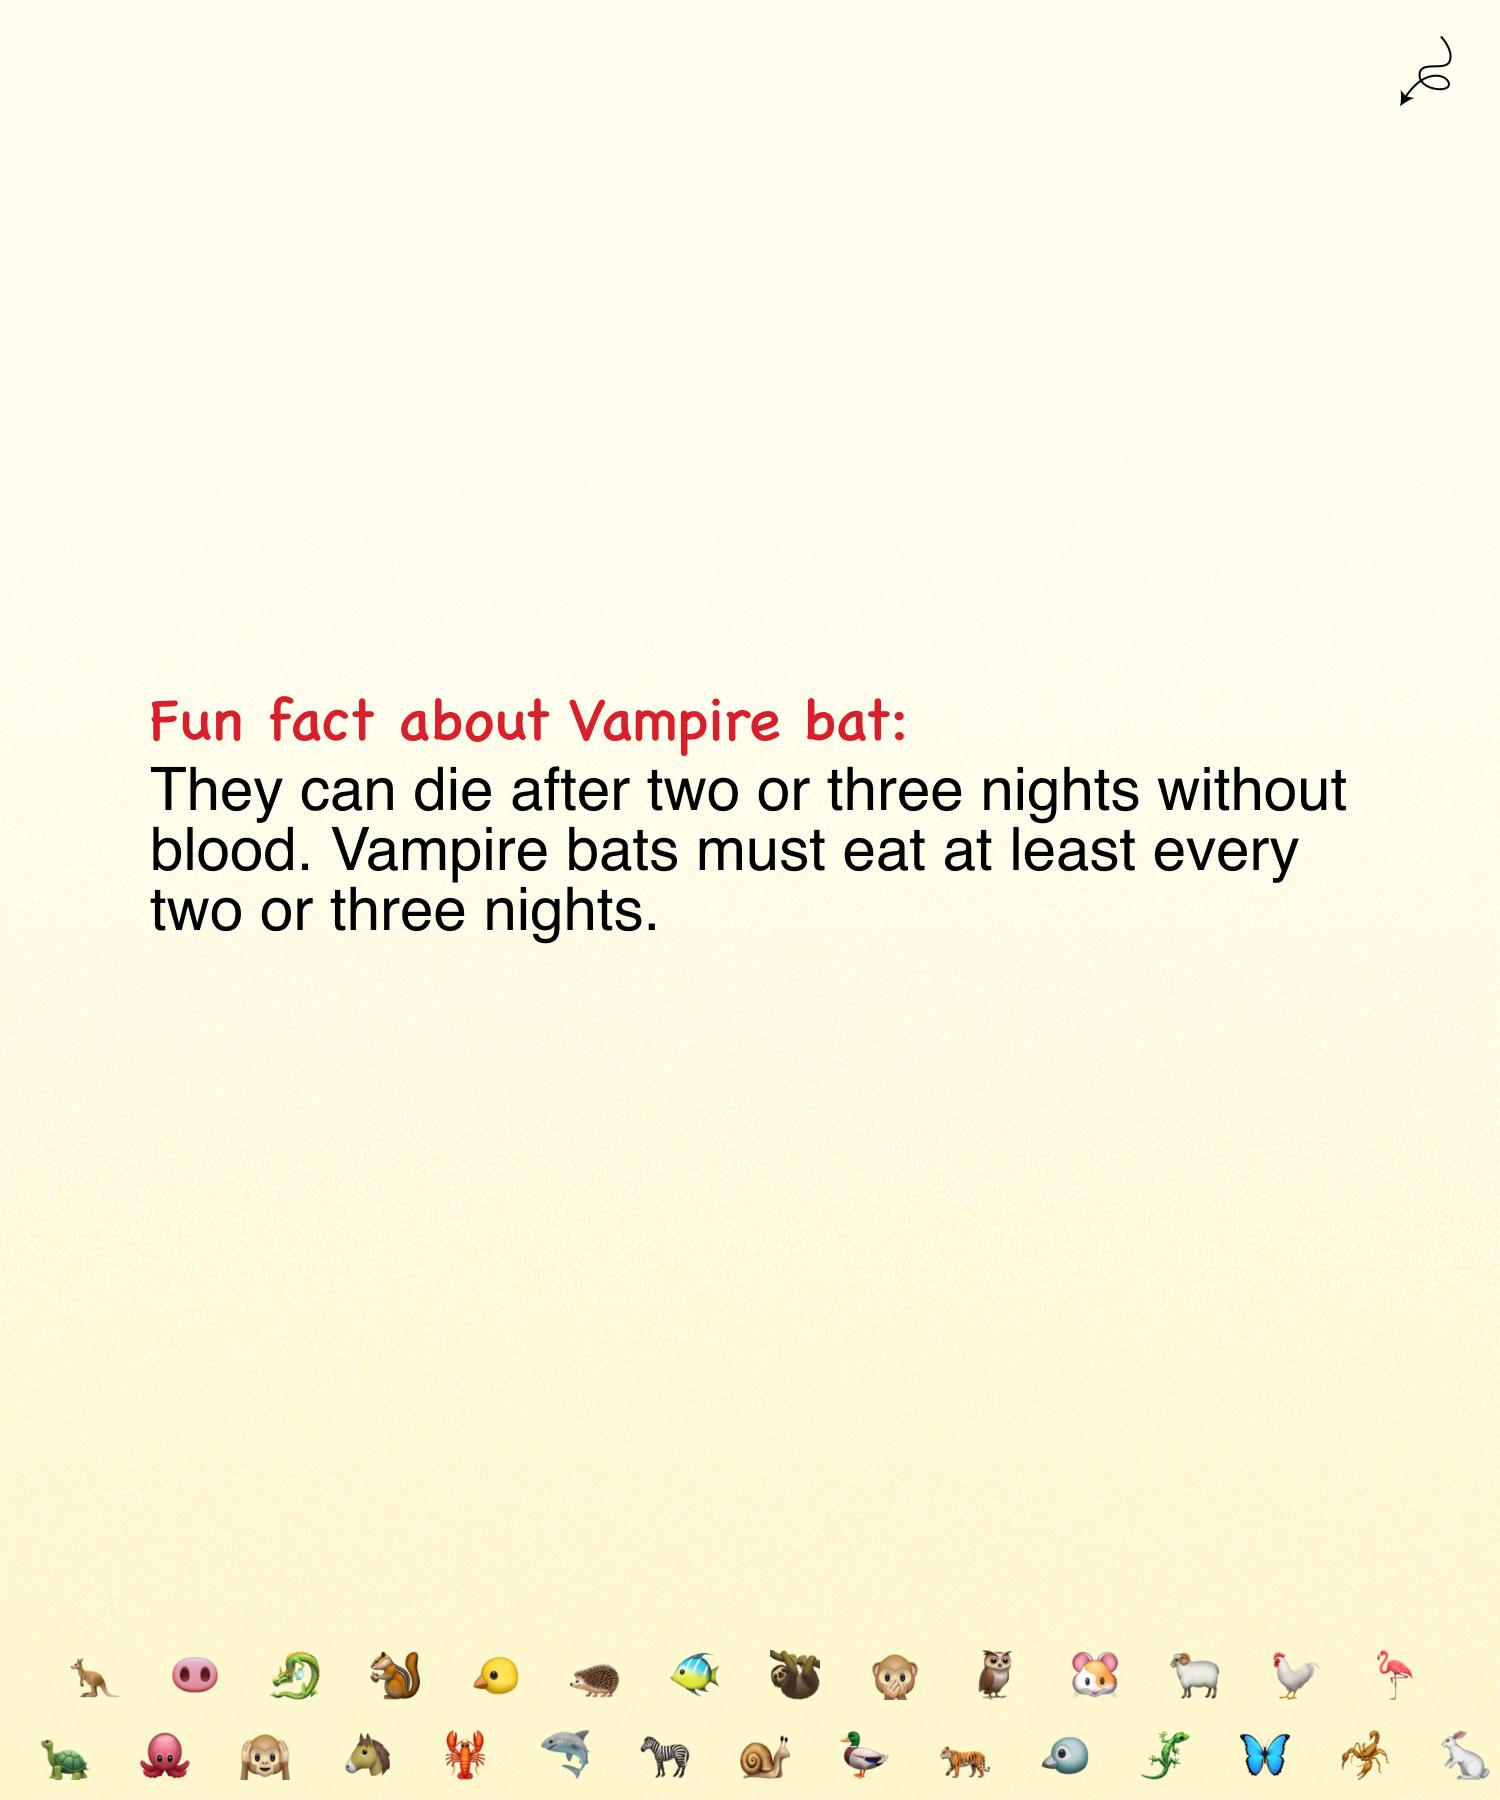 Fun fact about Vampire bat:
They can die after two or three nights without
blood. Vampire bats must eat at least every
two or three nights.